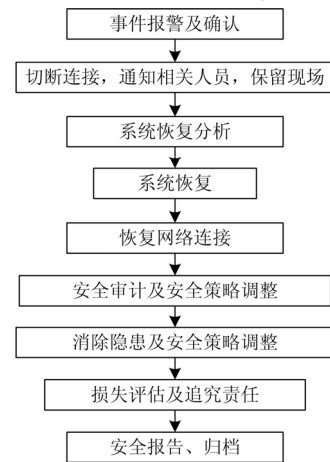 事件报警及确认
切断连接，通知相关人员，保留现场
系统恢复分析
系统恢复
恢复网络连接
安全审计及安全策略调整
消除隐患及安全策略调整
损失评估及追究责任
安全报告、归档